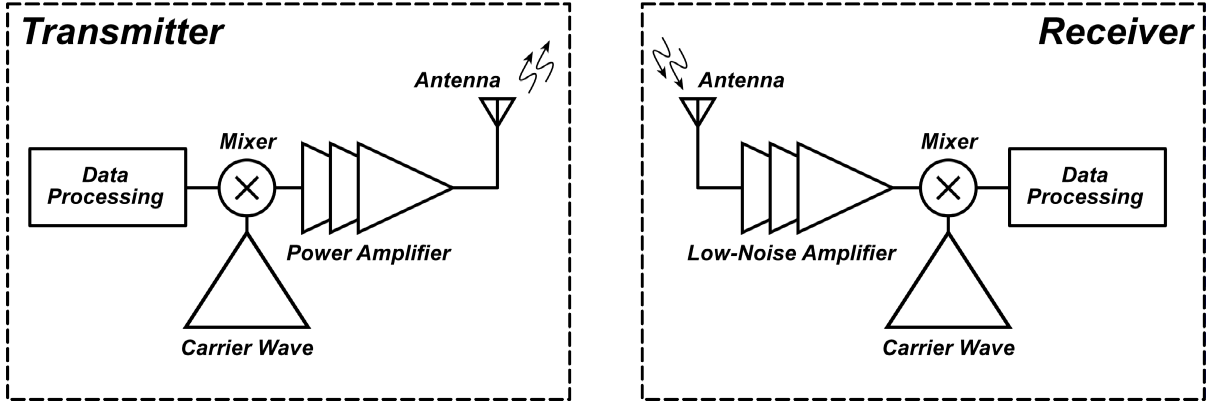 Transmitter
Antenna
Mixer
Data
Processing
Power Amplifier
Carrier Wave
Receiver
Antenna
Mixer
Data
Processing
Low-Noise Amplifier
Carrier Wave